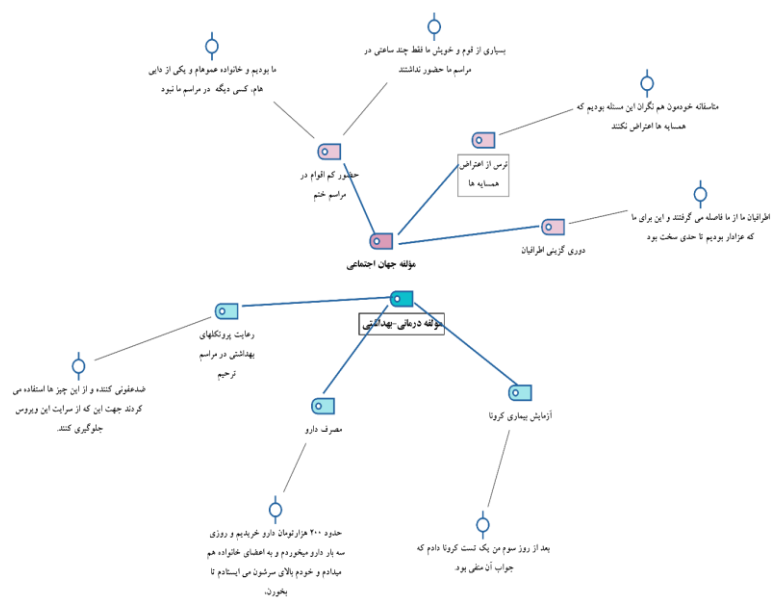 بسیاری از قوم و خویش ما فقط چند ساعتی در
مراسم ما حضور نداشتند
ما بودیم و خانواده عموهام و یکی از دایی
هام، کسی دیگه در مراسم ما نبود
متاسفانه خودمون هم نگران این مسئله بودیم که
همسایه ها اعتراض نکنند
ترس از اعتراض
همسایه ها
حضور کم اقوام در
مراسم ختم
اطرافیان ما از ما فاصله می گرفتند و این برای ما
که عزادار بودیم تا حدی سخت بود
دوری گزینی اطرافیان
مؤلفه جهان اجتماعی
مؤلفه درمانی-بهداشتی
رعایت پروتکلهای
بهداشتی در مراسم
ترحیم
ضدعفونی کننده و از این چیز ها استفاده می
کردند جهت این که از سرایت این ویروس
جلوگیری کنند.
آزمایش بیماری کرونا
مصرف دارو
حدود ۲۰۰ هزارتومان دارو خریدیم و روزی
سه بار دارو میخوردم و به اعضای خانواده هم
میدادم و خودم بالای سرشون می ایستادم تا
بخورن.
بعد از روز سوم من یک تست کرونا دادم که
جواب آن منفی بود.